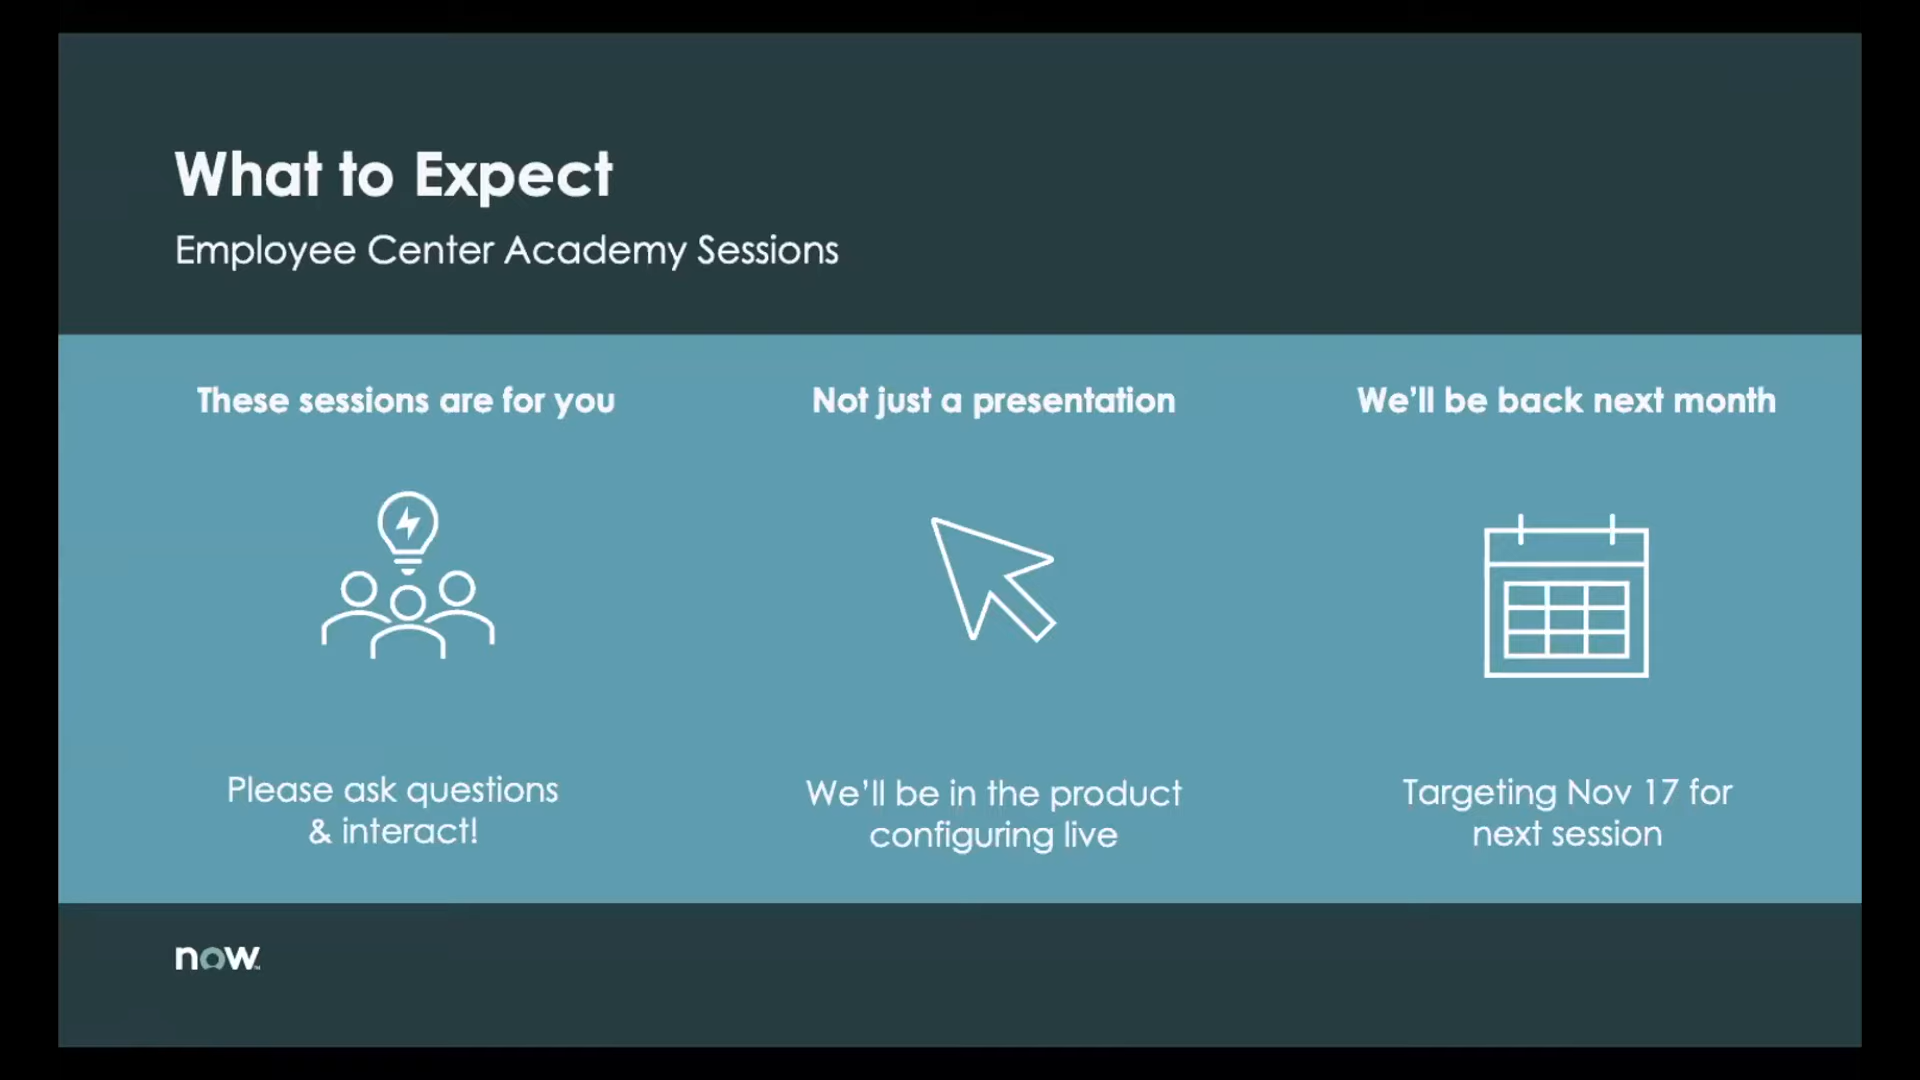 What to Expect
Employee Center Academy Sessions
These sessions are for you
Please ask questions
& interact!
Not just a presentation
We'll be in the product
configuring live
We'll be back next month
Targeting Nov 17 for
next session
now